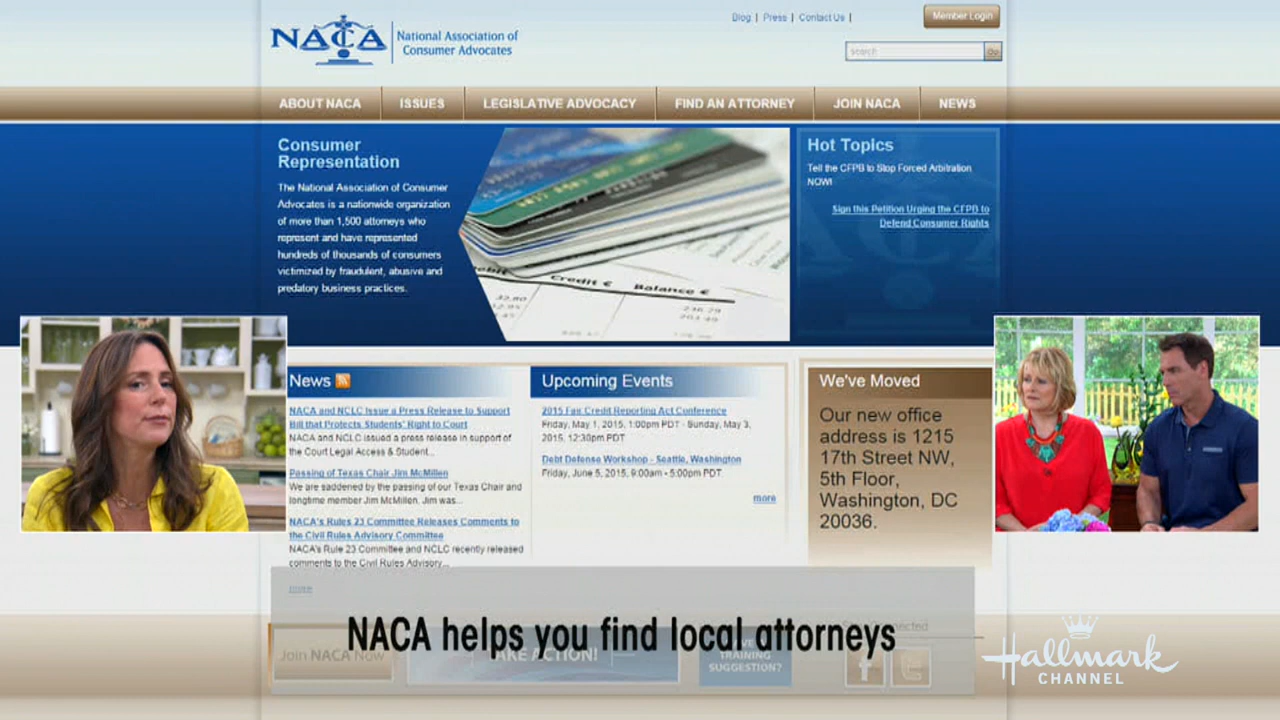 Blog | Press | Contact Us |
Member Login
NACA
National Association of
Consumer Advocates
search
Go
ABOUT NACA
ISSUES
LEGISLATIVE ADVOCACY
FIND AN ATTORNEY
JOIN NACA
NEWS
Consumer
Representation
The National Association of Consumer
Advocates is a nationwide organization
of more than 1,500 attorneys who
represent and have represented
hundreds of thousands of consumers
victimized by fraudulent, abusive and
predatory business practices.
Credit € Balance €
Hot Topics
Tell the CFPB to Stop Forced Arbitration
NOW!
Sign this Petition Urging the CFPB to
Defend Consumer Rights
News
NACA and NCLC Issue a Press Release to Support
Bill that Protects Students' Right to Court
NACA and NCLC issued a press release in support of
the Court Legal Access & Student...
Passing of Texas Chair Jim McMillen
We are saddened by the passing of our Texas Chair and
longtime member Jim McMillen. Jim was...
NACA's Rules 23 Committee Releases Comments to
the Civil Rules Advisory Committee
NACA's Rule 23 Committee and NCLC recently released
comments to the Civil Rules Advisory...
more
Upcoming Events
2015 Fair Credit Reporting Act Conference
Friday, May 1, 2015, 1:00pm PDT - Sunday, May 3,
2015, 12:30pm PDT
Debt Defense Workshop - Seattle, Washington
Friday, June 5, 2015, 9:00am - 5:00pm PDT
more
We've Moved
Our new office
address is 1215
17th Street NW,
5th Floor,
Washington, DC
20036.
NACA helps you find local attorneys
Join NACA Now
TAKE ACTION!
TRAINING
SUGGESTION?
Hallmark
CHANNEL